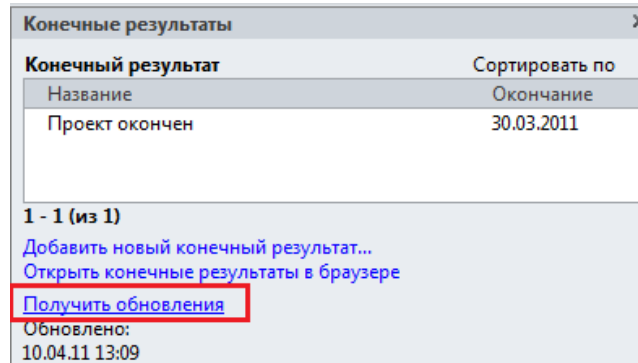 Конечные результаты
Конечный результат Сортировать по
Название Окончание
Проект окончен 30.03.2011
1 - 1 (из 1)
Добавить новый конечный результат...
Открыть конечные результаты в браузере
Получить обновления
Обновлено:
10.04.11 13:09